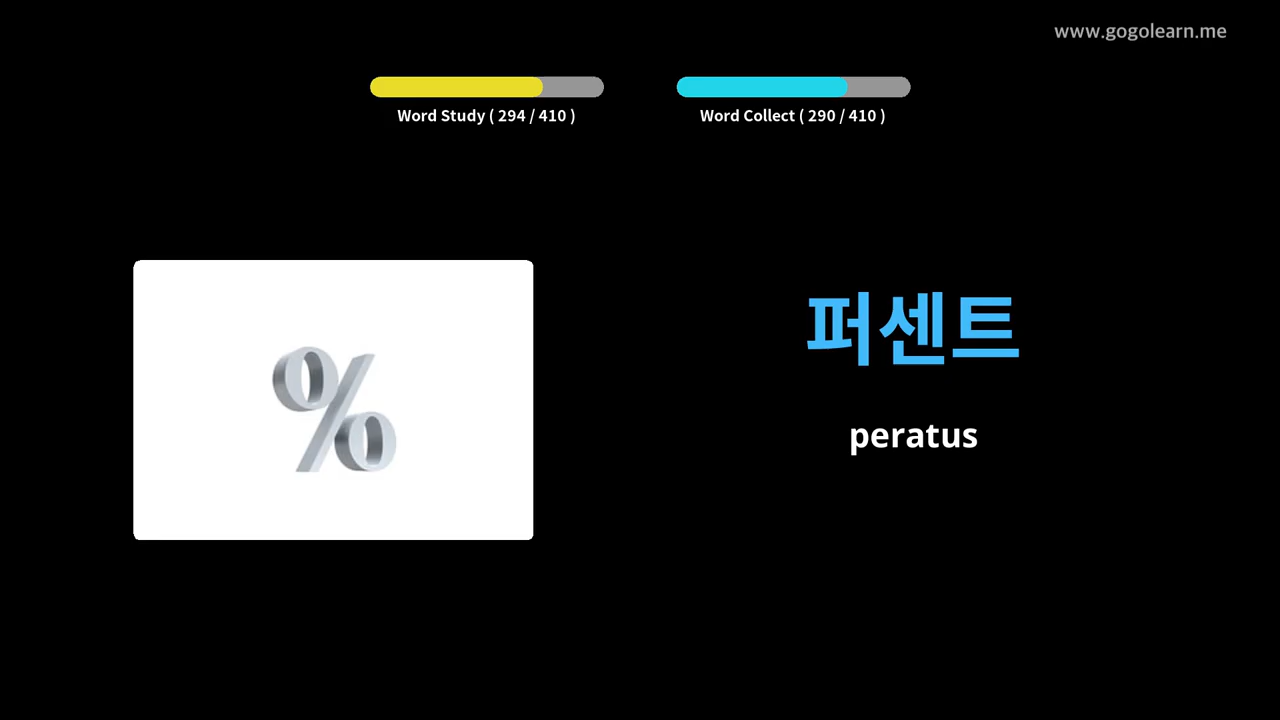 www.gogolearn.me
Word Study ( 294 / 410 )
Word Collect ( 290 / 410 )
%
퍼센트
peratus